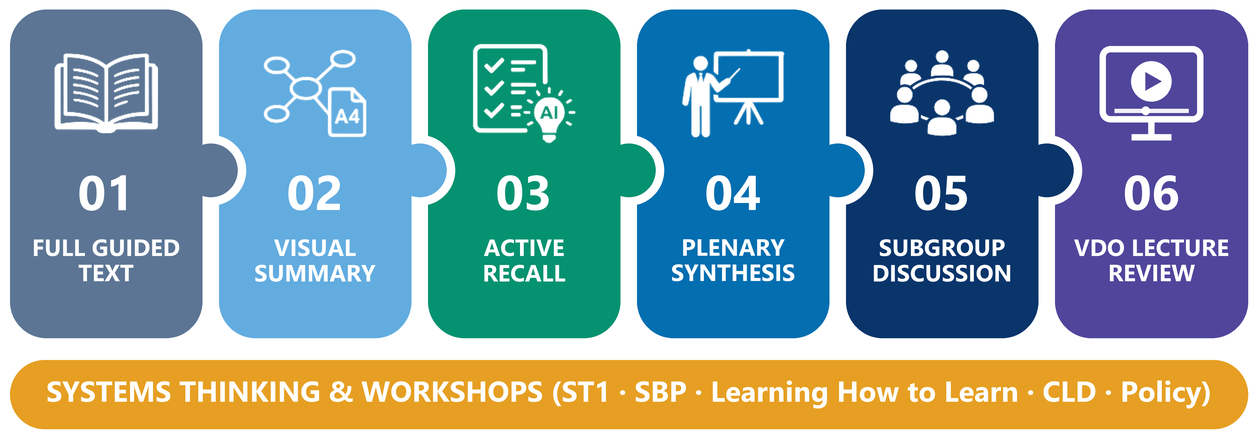 A4
AI
01
FULL GUIDED
TEXT
02
VISUAL
SUMMARY
03
ACTIVE
RECALL
04
PLENARY
SYNTHESIS
05
SUBGROUP
DISCUSSION
06
VDO LECTURE
REVIEW
SYSTEMS THINKING & WORKSHOPS (ST1 · SBP · Learning How to Learn · CLD · Policy)